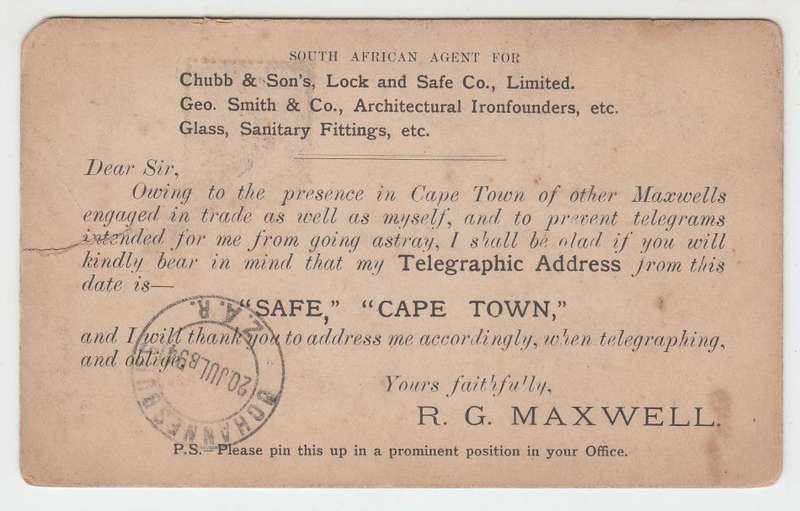 SOUTH AFRICAN AGENT FOR
Chubb & Son's, Lock and Safe Co., Limited.
Geo. Smith & Co., Architectural Ironfounders, etc.
Glass, Sanitary Fittings, etc.
Dear Sir,
Owing to the presence in Cape Town of other Maxwells
engaged in trade as well as myself, and to prevent telegrams
intended for me from going astray, I shall be glad if you will
kindly bear in mind that my Telegraphic Address from this
date is—
"SAFE," "CAPE TOWN,"
and I will thank you to address me accordingly, when telegraphing,
and oblige
Yours faithfully,
R. G. MAXWELL.
P.S.—Please pin this up in a prominent position in your Office.
JOHANNESBURG
Z.A.R.
20 JUL 89